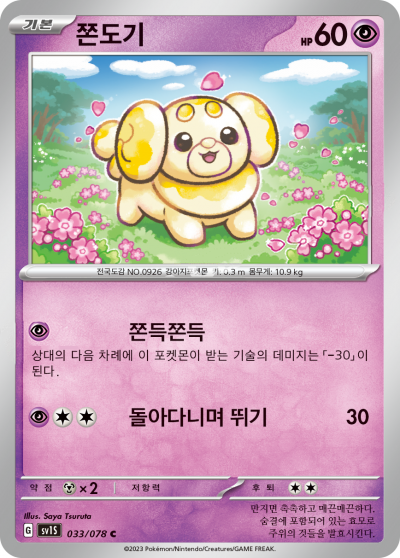 기본 쫀도기 HP 60
전국도감 NO.0926 강아지포켓몬 키: 0.3 m 몸무게: 10.9 kg
쫀득쫀득
상대의 다음 차례에 이 포켓몬이 받는 기술의 데미지는 「-30」이
된다.
돌아다니며 뛰기 30
약 점 ×2 저항력 후 퇴
Illus. Saya Tsuruta
G sv1S 033/078 C
만지면 촉촉하고 매끈매끈하다.
숨결에 포함되어 있는 효모로
주위의 것들을 발효시킨다.
©2023 Pokémon/Nintendo/Creatures/GAME FREAK.